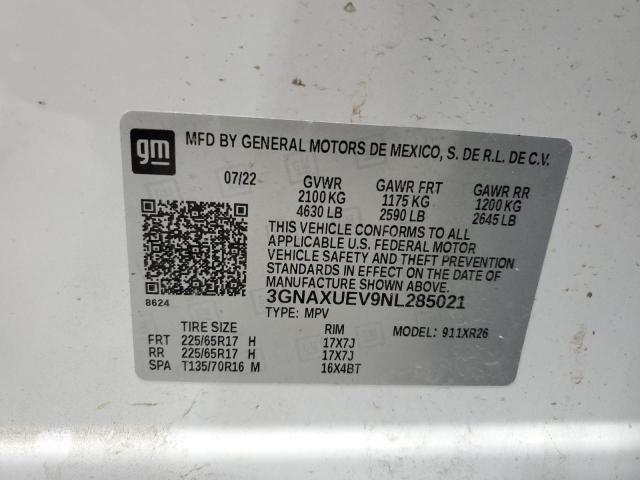 gm
MFD BY GENERAL MOTORS DE MEXICO, S. DE R.L. DE C.V.
07/22 GVWR GAWR FRT GAWR RR
2100 KG 1175 KG 1200 KG
4630 LB 2590 LB 2645 LB
THIS VEHICLE CONFORMS TO ALL
APPLICABLE U.S. FEDERAL MOTOR
VEHICLE SAFETY AND THEFT PREVENTION
STANDARDS IN EFFECT ON THE DATE OF
MANUFACTURE SHOWN ABOVE.
8624 3GNAXUEV9NL285021
TYPE: MPV
TIRE SIZE RIM MODEL: 911XR26
FRT 225/65R17 H 17X7J
RR 225/65R17 H 17X7J
SPA T135/70R16 M 16X4BT